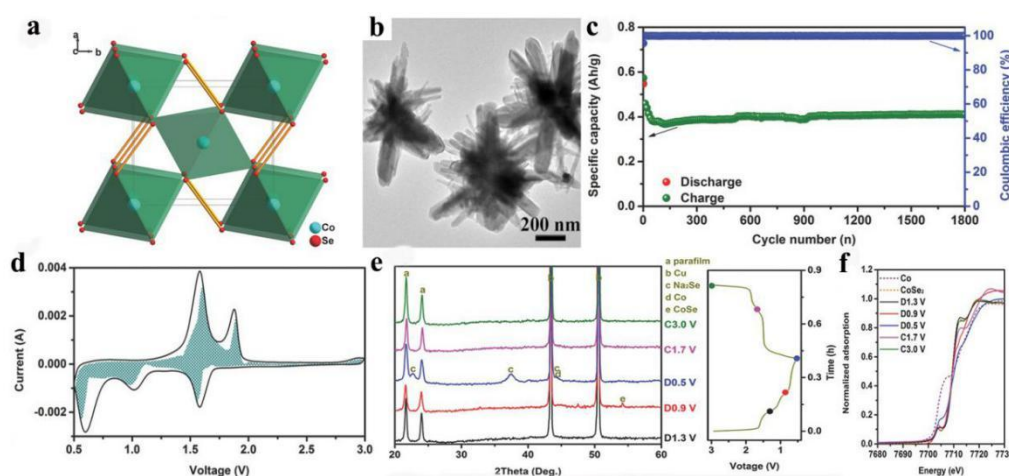 a
a
c
b
Co
Se
b
200 nm
c
Specific capacity (Ah/g)
0.8
0.6
0.4
0.2
0.0
Discharge
Charge
0
300
600
900
1200
1500
1800
Cycle number (n)
100
80
60
40
20
0
Coulombic efficiency (%)
d
Current (A)
0.004
0.002
0.000
-0.002
0.5
1.0
1.5
2.0
2.5
3.0
Voltage (V)
e
a
a
b
b
a parafilm
b Cu
c Na₂Se
d Co
e CoSe
C3.0 V
C1.7 V
c
c
c
d
D0.5 V
D0.9 V
e
D1.3 V
20
30
40
50
60
2Theta (Deg.)
3
2
1
Votage (V)
0.9
0.6
0.3
0.0
Time (h)
f
Normalized adsorption
1.2
1.0
0.8
0.6
0.4
0.2
0.0
Co
CoSe₂
D1.3 V
D0.9 V
D0.5 V
C1.7 V
C3.0 V
7680
7690
7700
7710
7720
773
Energy (eV)